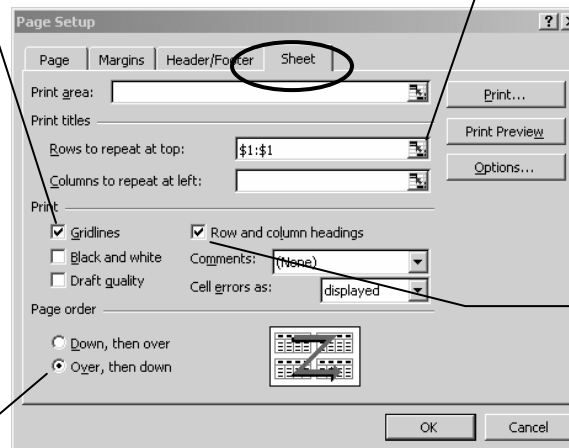 Page Setup
Page Margins Header/Footer Sheet
Print area: Print...
Print titles Print Preview
Rows to repeat at top: $1:$1
Options...
Columns to repeat at left:
Print
Gridlines Row and column headings
Black and white Comments: (None)
Draft quality Cell errors as: displayed
Page order
Down, then over
Over, then down
OK Cancel